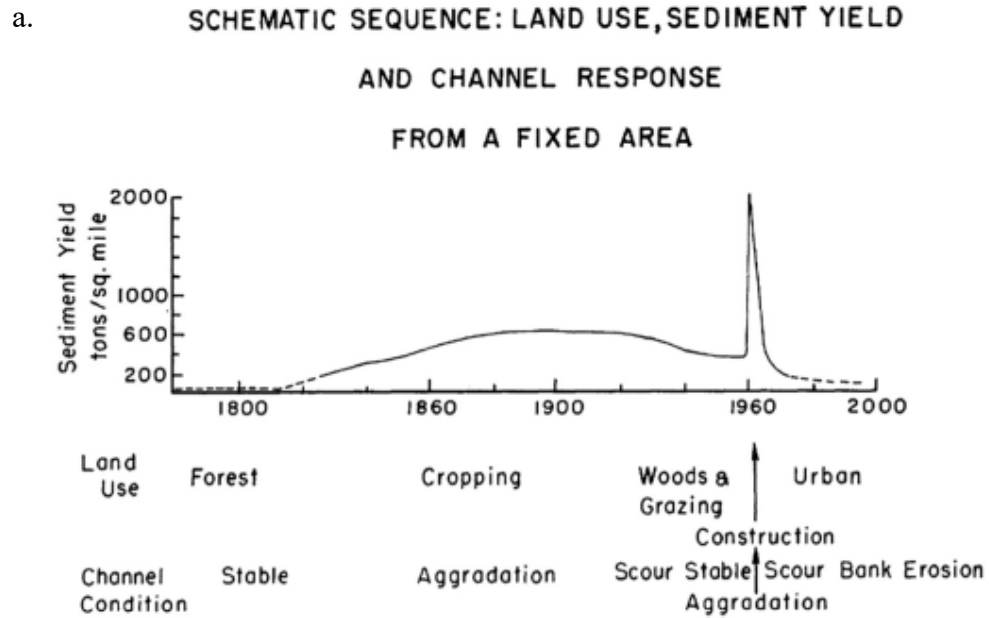 a.
SCHEMATIC SEQUENCE: LAND USE, SEDIMENT YIELD
AND CHANNEL RESPONSE
FROM A FIXED AREA
Sediment Yield
tons/sq. mile
2000
1000
600
200
1800 1860 1900 1960 2000
Land
Use
Forest
Cropping
Woods &
Grazing
Urban
Construction
Channel
Condition
Stable
Aggradation
Scour Stable
Scour Bank Erosion
Aggradation